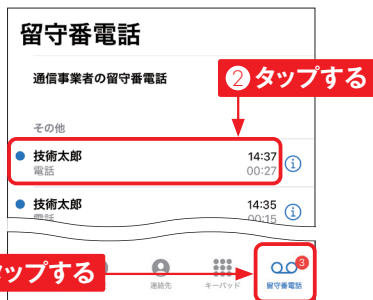 留守番電話
通信事業者の留守番電話
❷タップする
その他
技術太郎 14:37
電話 00:27
技術太郎 14:35
電話 00:15
ップする
3
連絡先 キーパッド 留守番電話